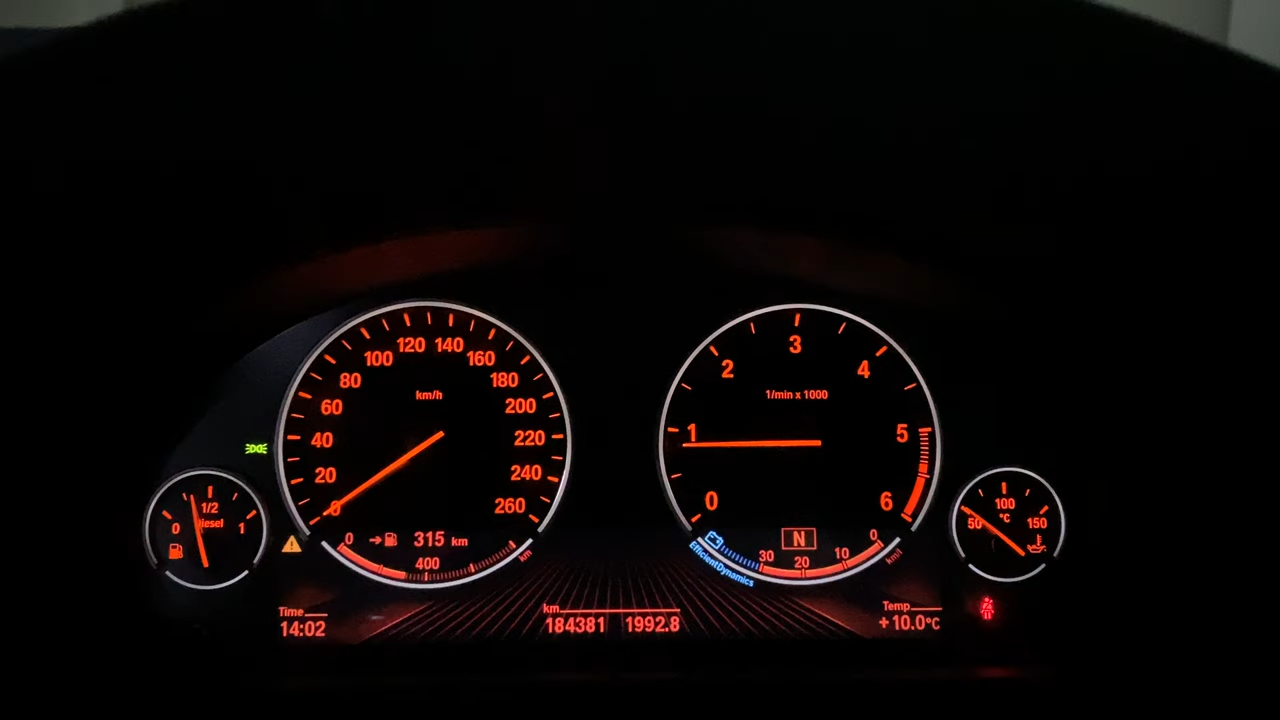 20
40
60
80
100
120
140
160
180
200
220
240
260
0
km/h
0
→ 315 km
400
km
0
1
2
3
4
5
6
1/min x 1000
N
30
20
10
0
km/l
EfficientDynamics
0
1/2
1
Diesel
50
100
150
°C
Time
14:02
km
184381 1992.8
Temp
+10.0°C